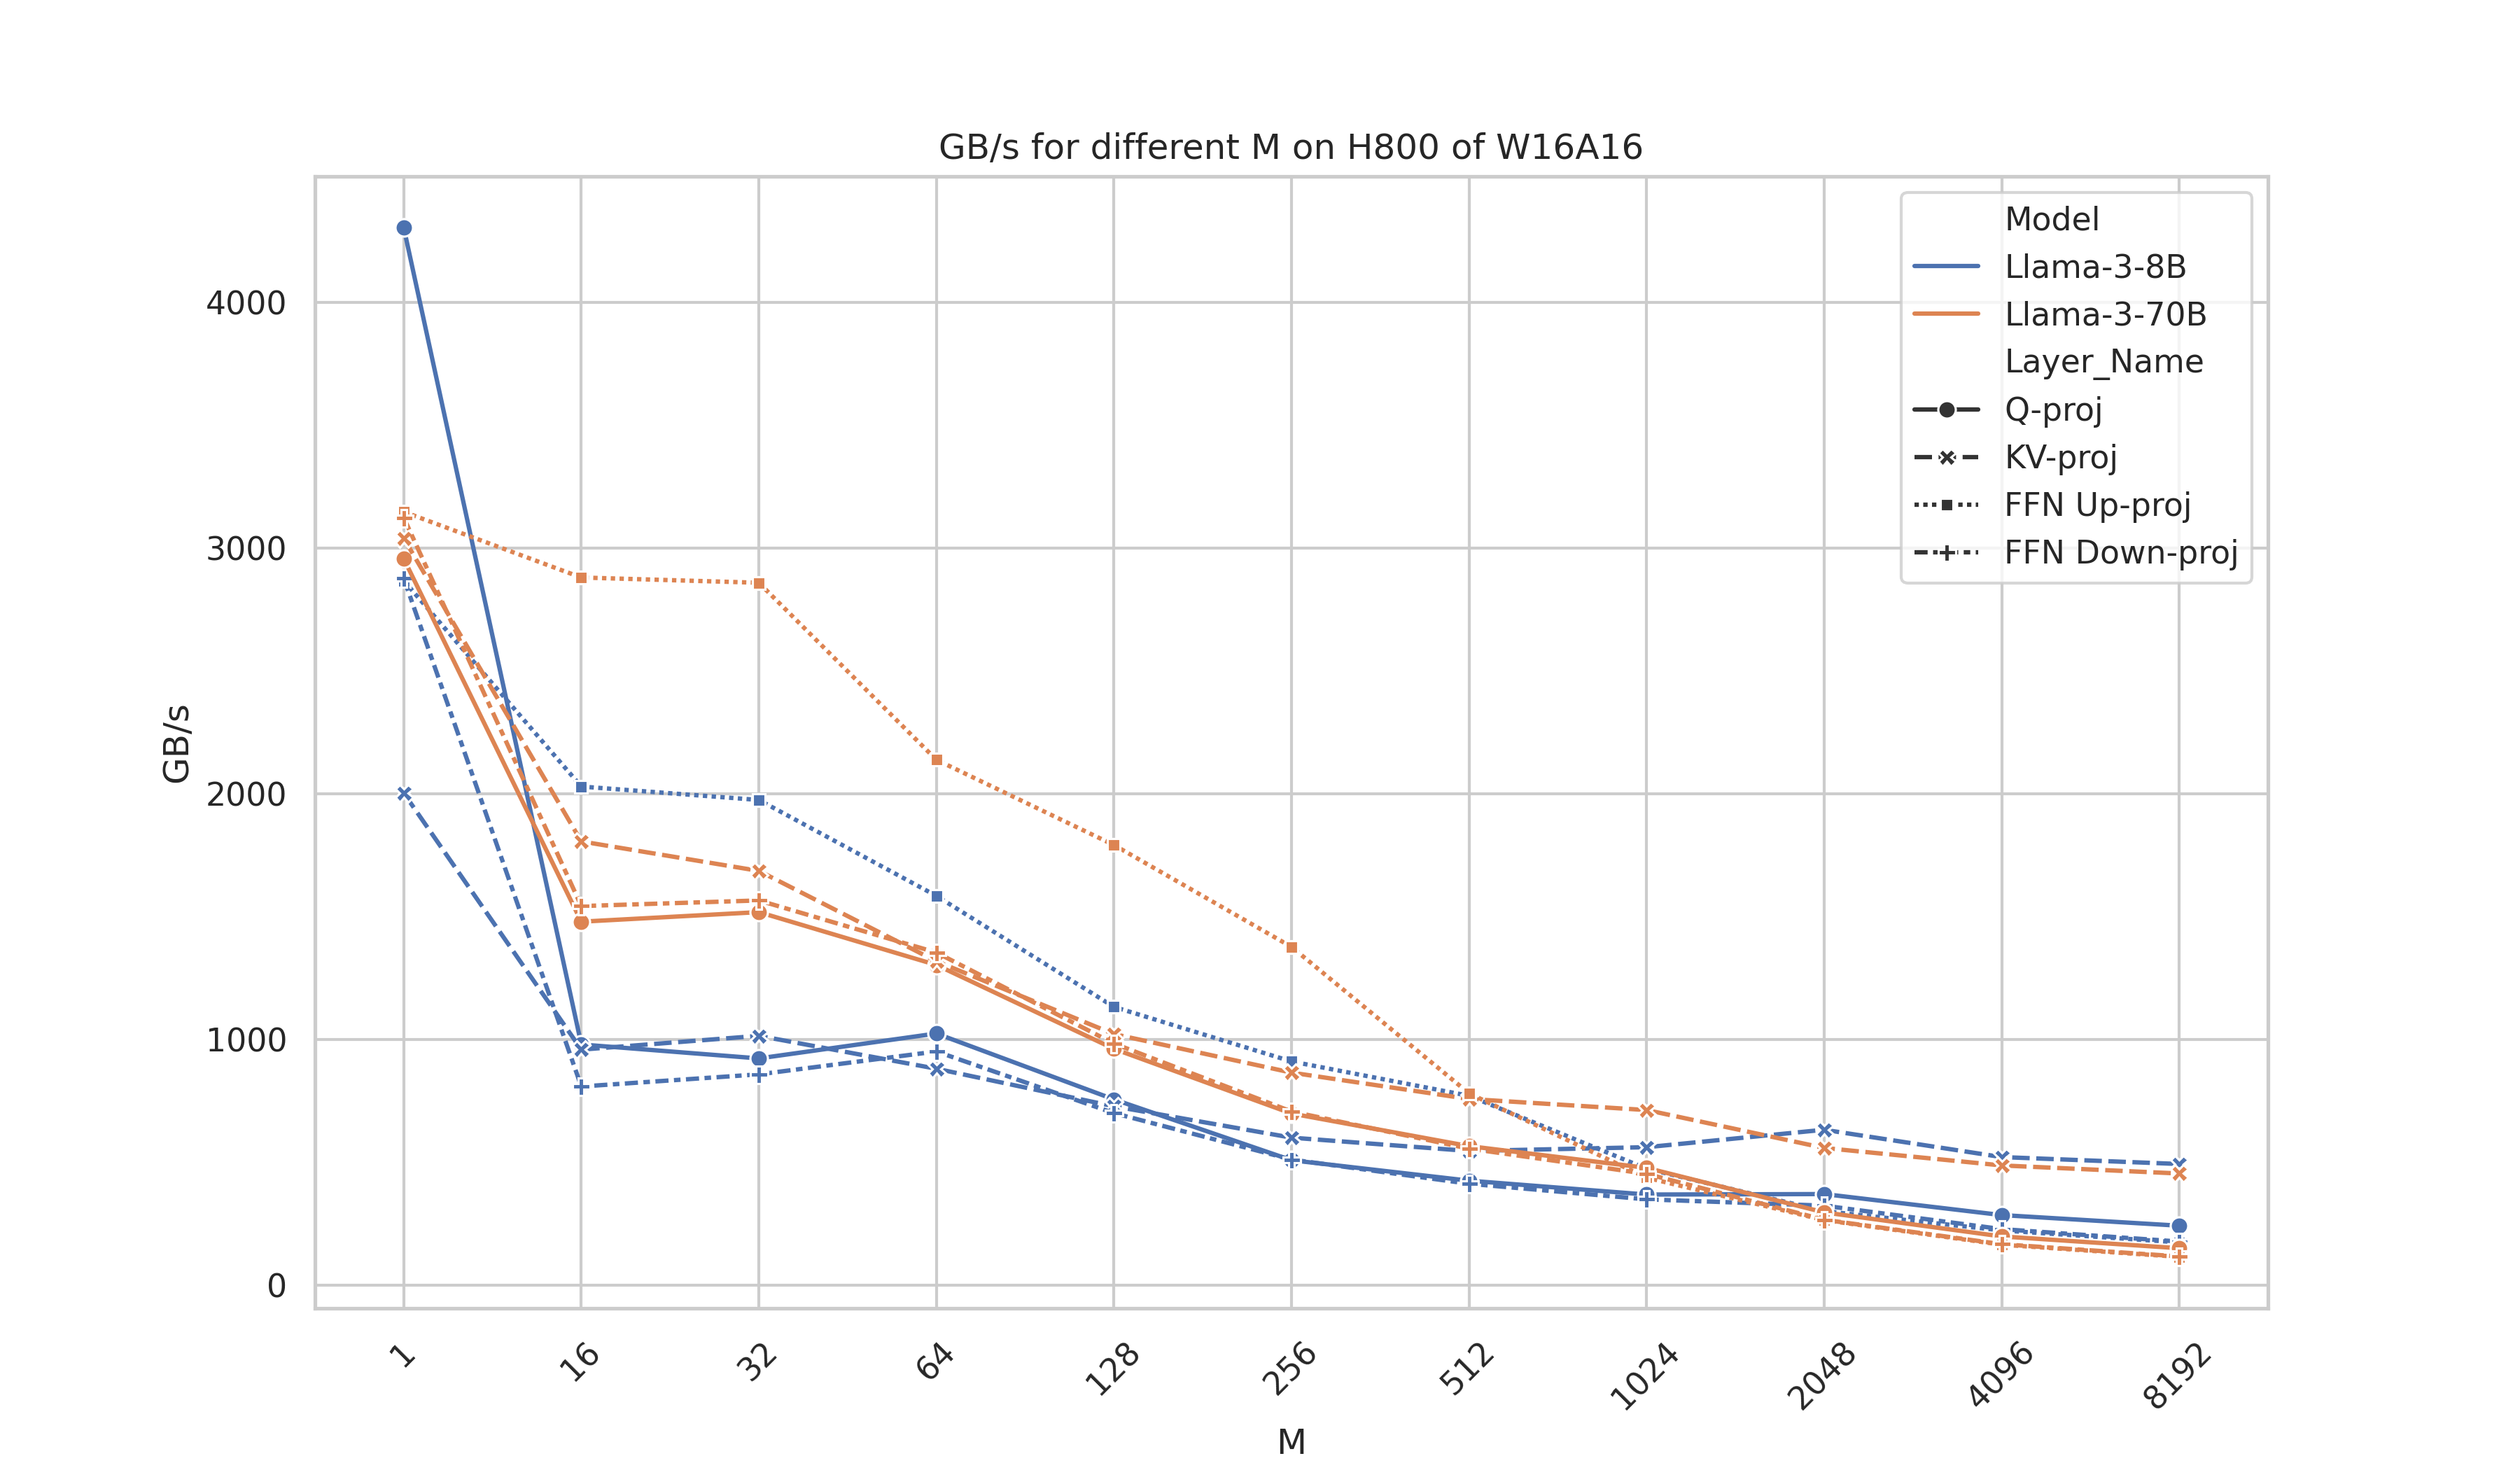 GB/s for different M on H800 of W16A16
GB/s
4000
3000
2000
1000
0
Model
Llama-3-8B
Llama-3-70B
Layer_Name
Q-proj
KV-proj
FFN Up-proj
FFN Down-proj
1
16
32
64
128
256
512
1024
2048
4096
8192
M